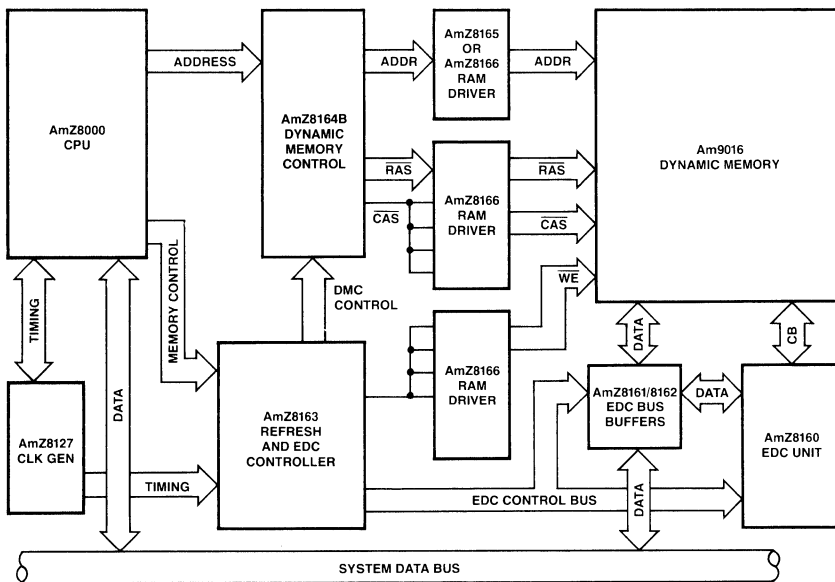 AmZ8000
CPU
ADDRESS
AmZ8164B
DYNAMIC
MEMORY
CONTROL
ADDR
AmZ8165
OR
AmZ8166
RAM
DRIVER
ADDR
Am9016
DYNAMIC MEMORY
RAS
CAS
AmZ8166
RAM
DRIVER
RAS
CAS
WE
TIMING
MEMORY CONTROL
DATA
DMC
CONTROL
AmZ8127
CLK GEN
TIMING
AmZ8163
REFRESH
AND EDC
CONTROLLER
AmZ8166
RAM
DRIVER
DATA
CB
AmZ8161/8162
EDC BUS
BUFFERS
DATA
AmZ8160
EDC UNIT
EDC CONTROL BUS
DATA
SYSTEM DATA BUS